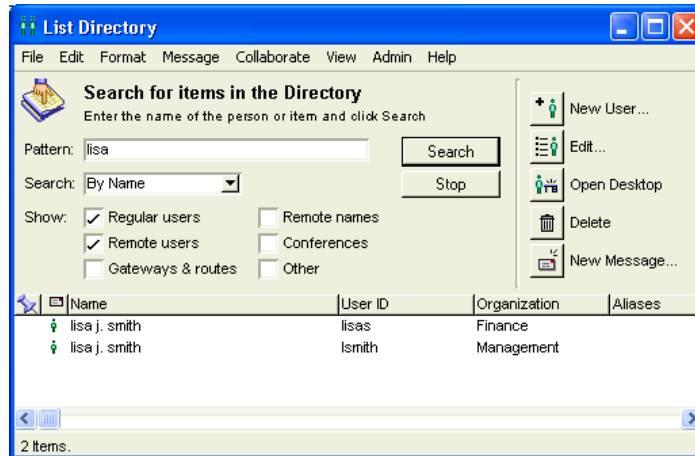 List Directory
File Edit Format Message Collaborate View Admin Help
Search for items in the Directory
Enter the name of the person or item and click Search
Pattern: lisa
Search
Search: By Name
Stop
Show: Regular users Remote names
Remote users Conferences
Gateways & routes Other
New User...
Edit...
Open Desktop
Delete
New Message...
Name User ID Organization Aliases
lisa j. smith lisas Finance
lisa j. smith lsmith Management
2 Items.